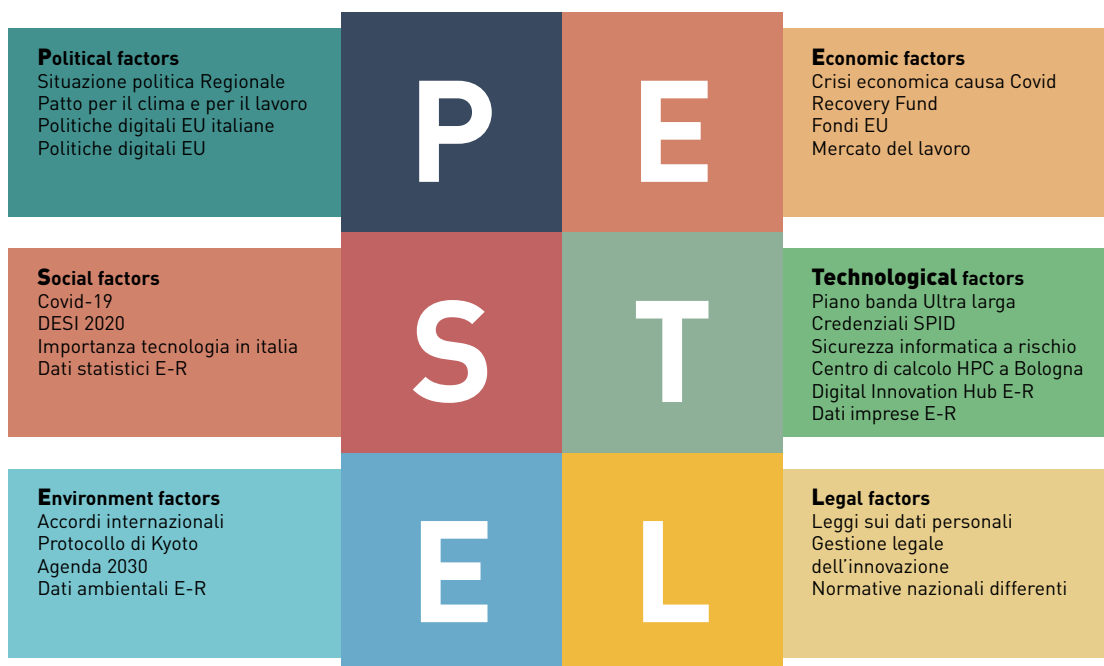 Political factors
Situazione politica Regionale
Patto per il clima e per il lavoro
Politiche digitali EU italiane
Politiche digitali EU
P
E
Economic factors
Crisi economica causa Covid
Recovery Fund
Fondi EU
Mercato del lavoro
Social factors
Covid-19
DESI 2020
Importanza tecnologia in italia
Dati statistici E-R
S
T
Technological factors
Piano banda Ultra larga
Credenziali SPID
Sicurezza informatica a rischio
Centro di calcolo HPC a Bologna
Digital Innovation Hub E-R
Dati imprese E-R
Environment factors
Accordi internazionali
Protocollo di Kyoto
Agenda 2030
Dati ambientali E-R
E
L
Legal factors
Leggi sui dati personali
Gestione legale
dell'innovazione
Normative nazionali differenti